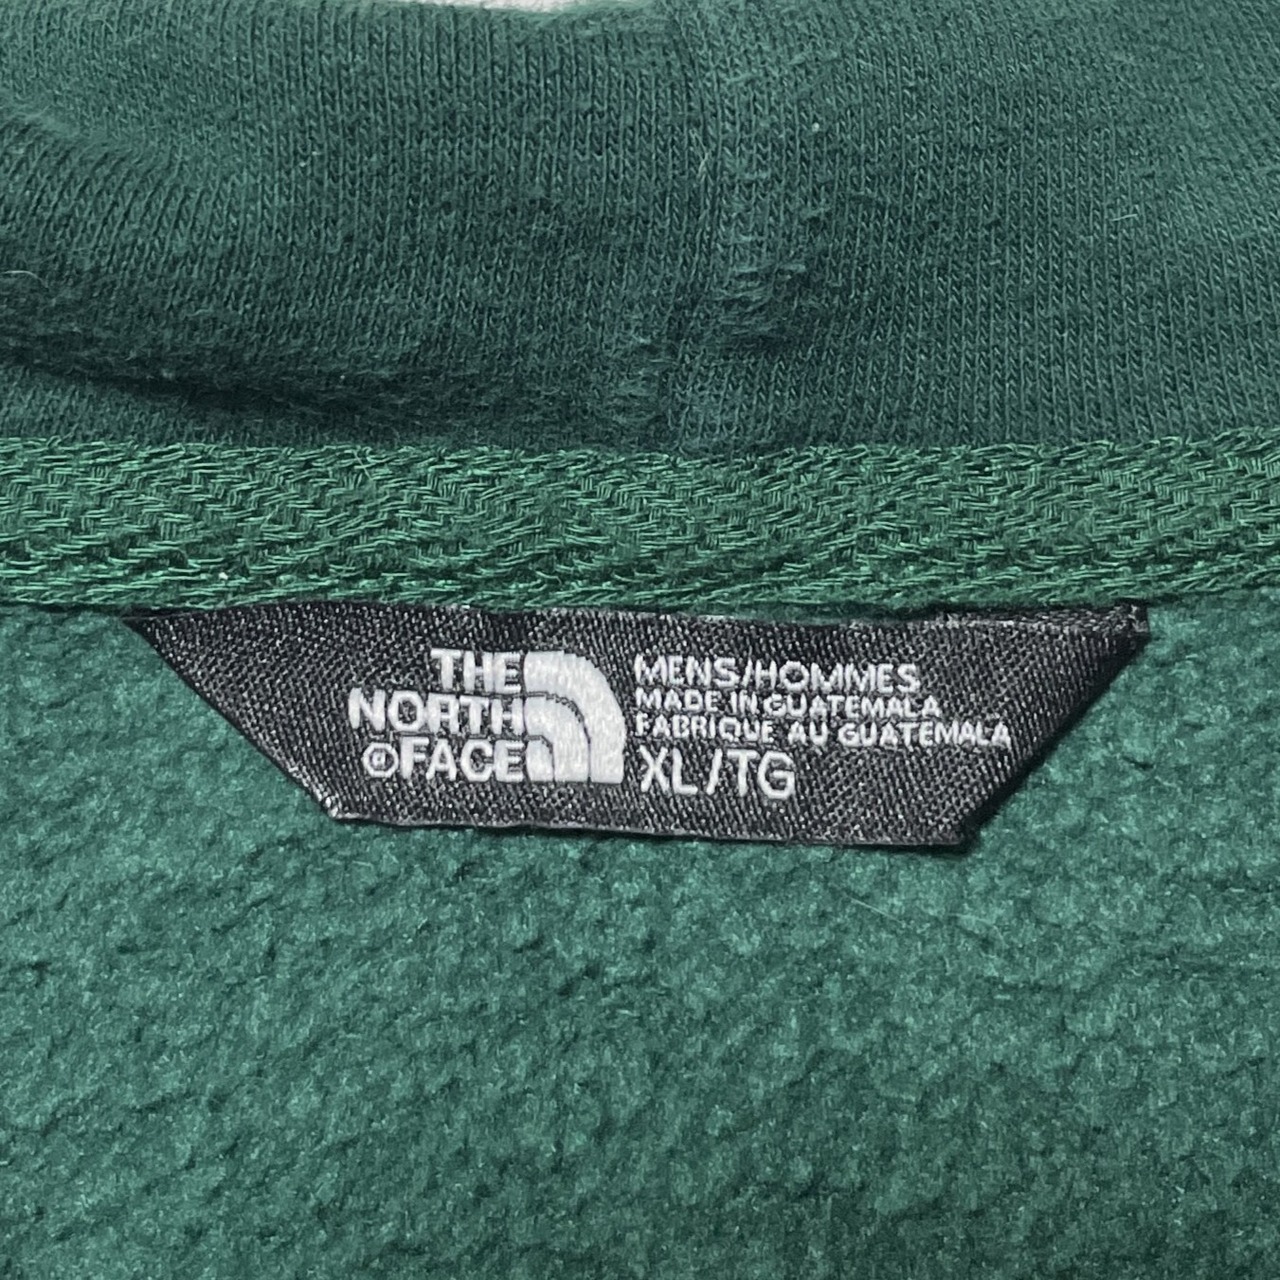 THE
NORTH
®FACE
MENS/HOMMES
MADE IN GUATEMALA
FABRIQUE AU GUATEMALA
XL/TG